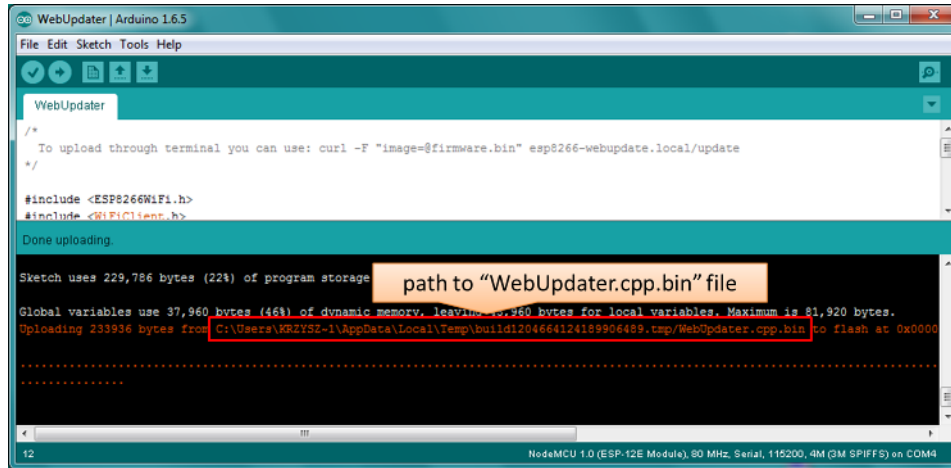 WebUpdater | Arduino 1.6.5
File Edit Sketch Tools Help
WebUpdater
/*
To upload through terminal you can use: curl -F "image=@firmware.bin" esp8266-webupdate.local/update
*/
#include <ESP8266WiFi.h>
#include <WiFiClient.h>
Done uploading.
Sketch uses 229,786 bytes (22%) of program storage
path to “WebUpdater.cpp.bin” file
Global variables use 37,960 bytes (46%) of dynamic memory, leaving 43,960 bytes for local variables. Maximum is 81,920 bytes.
Uploading 233936 bytes from C:\Users\KRZYSZ~1\AppData\Local\Temp\build1204664124189906489.tmp/WebUpdater.cpp.bin to flash at 0x0000
12
NodeMCU 1.0 (ESP-12E Module), 80 MHz, Serial, 115200, 4M (3M SPIFFS) on COM4